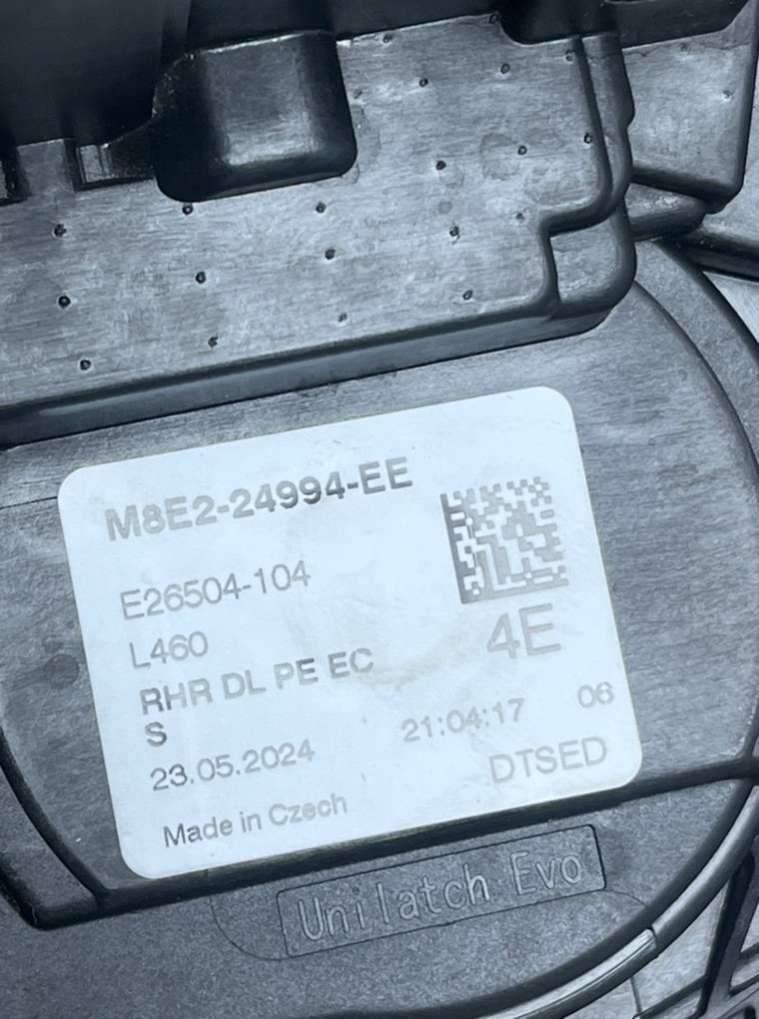 M8E2-24994-EE
E26504-104
L460
4E
RHR DL PE EC
S
23.05.2024 21:04:17 06
DTSED
Made in Czech
Unilatch Evo